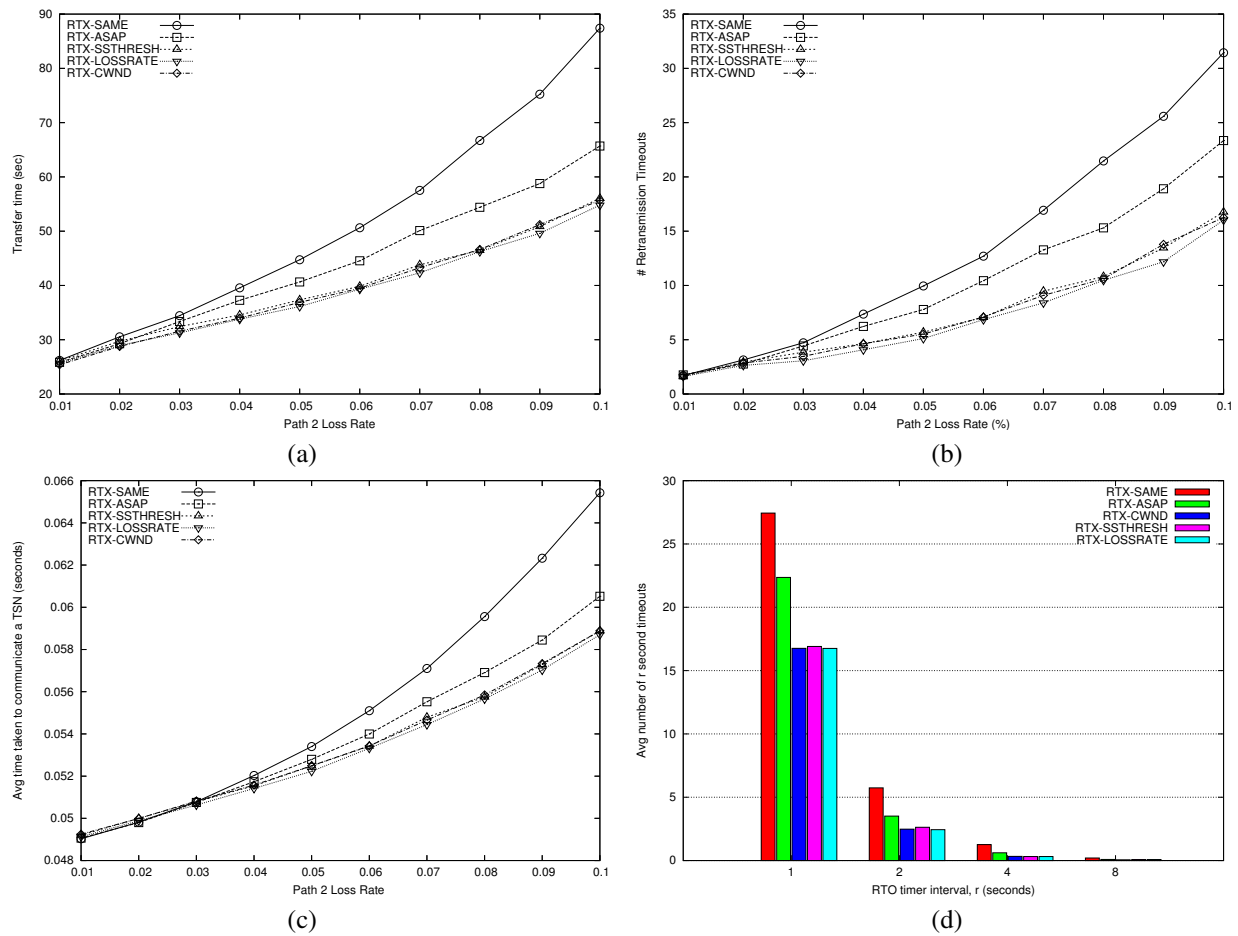 RTX-SAME
RTX-ASAP
RTX-SSTHRESH
RTX-LOSSRATE
RTX-CWND
90
80
70
60
50
40
30
20
Transfer time (sec)
0.01 0.02 0.03 0.04 0.05 0.06 0.07 0.08 0.09 0.1
Path 2 Loss Rate
(a)
RTX-SAME
RTX-ASAP
RTX-SSTHRESH
RTX-LOSSRATE
RTX-CWND
35
30
25
20
15
10
5
0
# Retransmission Timeouts
0.01 0.02 0.03 0.04 0.05 0.06 0.07 0.08 0.09 0.1
Path 2 Loss Rate (%)
(b)
RTX-SAME
RTX-ASAP
RTX-SSTHRESH
RTX-LOSSRATE
RTX-CWND
0.066
0.064
0.062
0.06
0.058
0.056
0.054
0.052
0.05
0.048
Avg time taken to communicate a TSN (seconds)
0.01 0.02 0.03 0.04 0.05 0.06 0.07 0.08 0.09 0.1
Path 2 Loss Rate
(c)
RTX-SAME
RTX-ASAP
RTX-CWND
RTX-SSTHRESH
RTX-LOSSRATE
30
25
20
15
10
5
0
Avg number of r second timeouts
1 2 4 8
RTO timer interval, r (seconds)
(d)